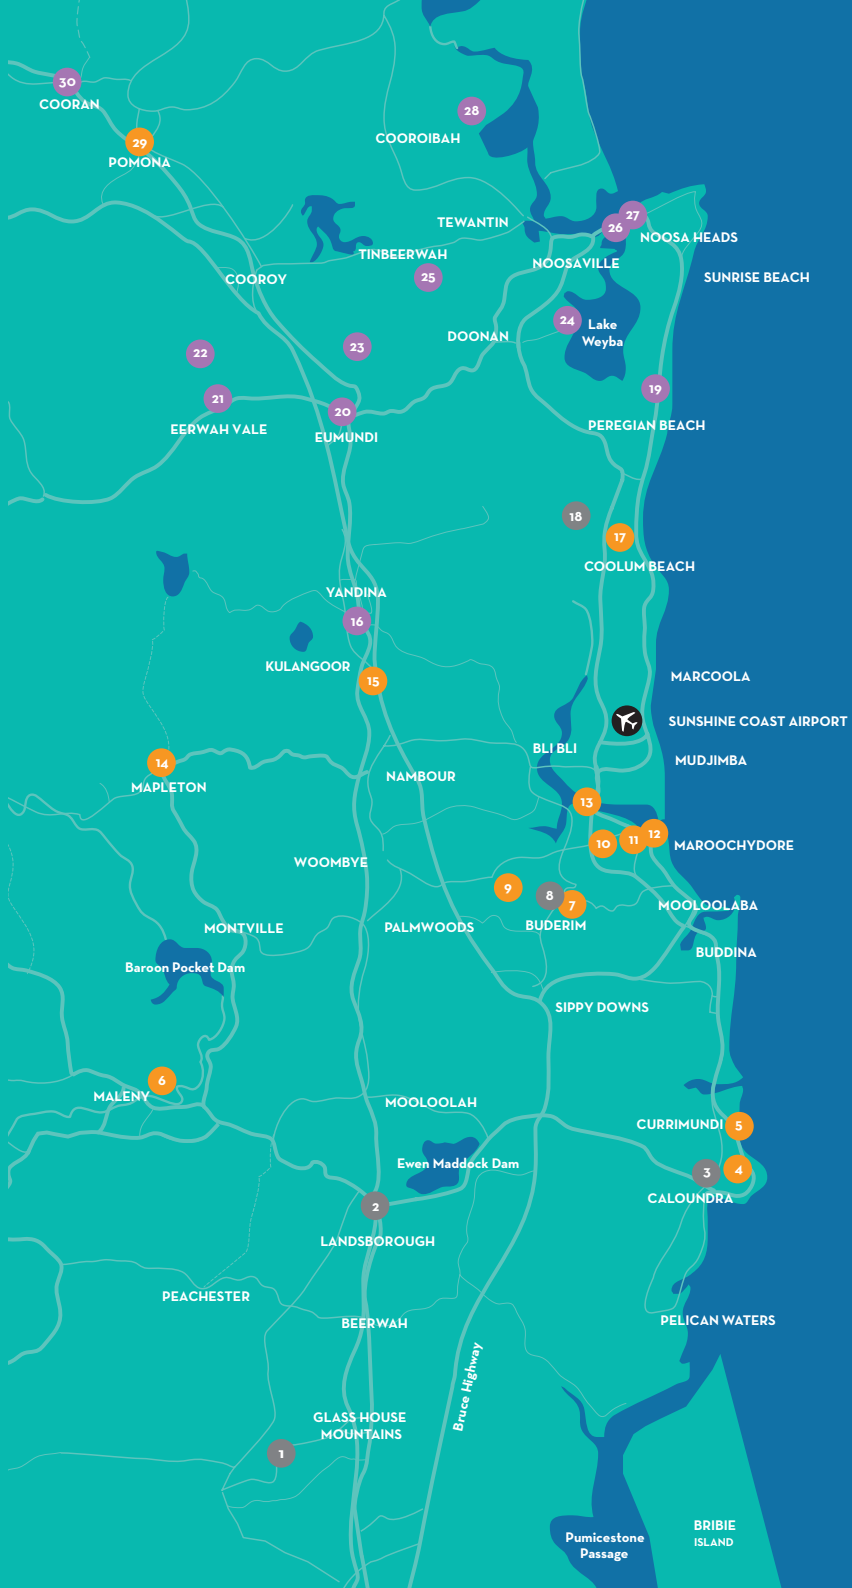 30
COORAN
28
COOROIBAH
29
POMONA
27
26
TEWANTIN
NOOSA HEADS
TINBEERWAH
NOOSAVILLE
25
COOROY
SUNRISE BEACH
24
Lake
Weyba
DOONAN
23
22
19
21
20
PEREGIAN BEACH
EERWAH VALE
EUMUNDI
18
17
COOLUM BEACH
YANDINA
16
KULANGOOR
15
MARCOOLA
SUNSHINE COAST AIRPORT
BLI BLI
14
MUDJIMBA
MAPLETON
NAMBOUR
13
12
11
10
MAROOCHYDORE
WOOMBYE
9
8
7
MOOLOOLABA
MONTVILLE
PALMWOODS
BUDERIM
BUDDINA
Baroon Pocket Dam
SIPPY DOWNS
6
MALENY
MOOLOOLAH
CURRIMUNDI
5
Ewen Maddock Dam
4
3
CALOUNDRA
2
LANDSBOROUGH
PEACHESTER
BEERWAH
PELICAN WATERS
Bruce Highway
GLASS HOUSE
MOUNTAINS
1
BRIBIE
ISLAND
Pumicestone
Passage